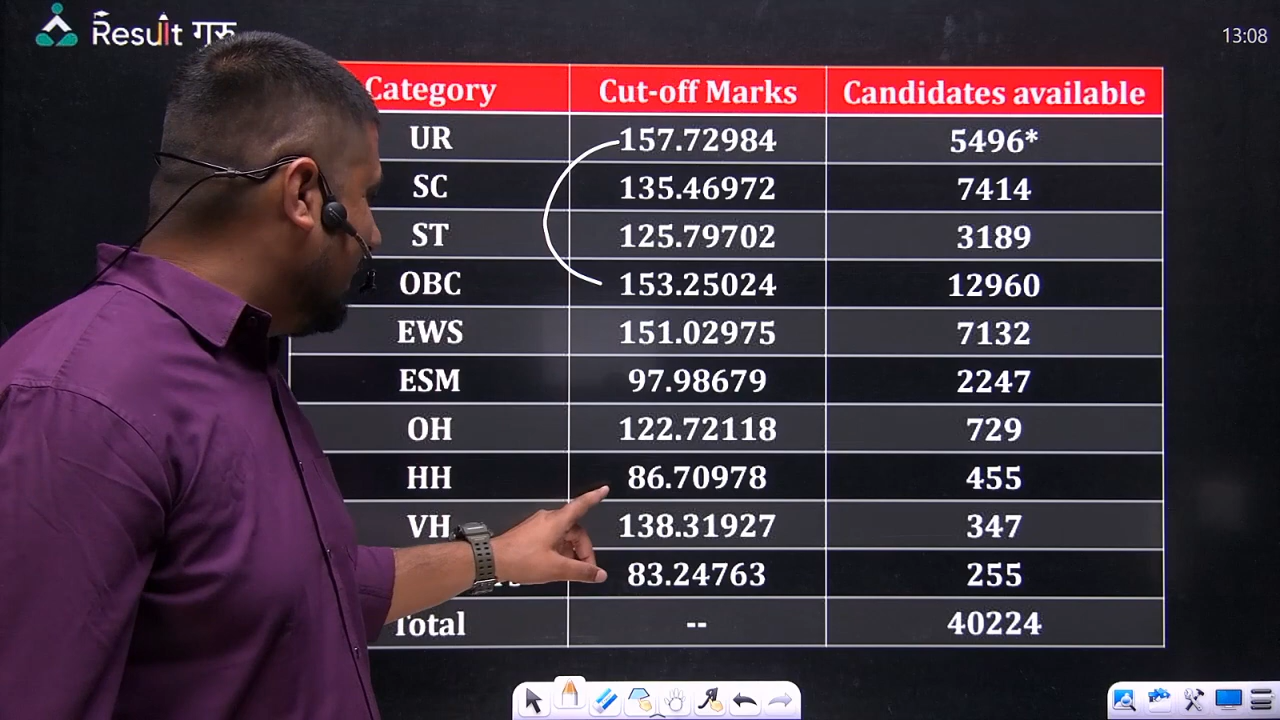 Result गुरु
13:08
Category Cut-off Marks Candidates available
UR 157.72984 5496*
SC 135.46972 7414
ST 125.79702 3189
OBC 153.25024 12960
EWS 151.02975 7132
ESM 97.98679 2247
OH 122.72118 729
HH 86.70978 455
VH 138.31927 347
83.24763 255
Total -- 40224